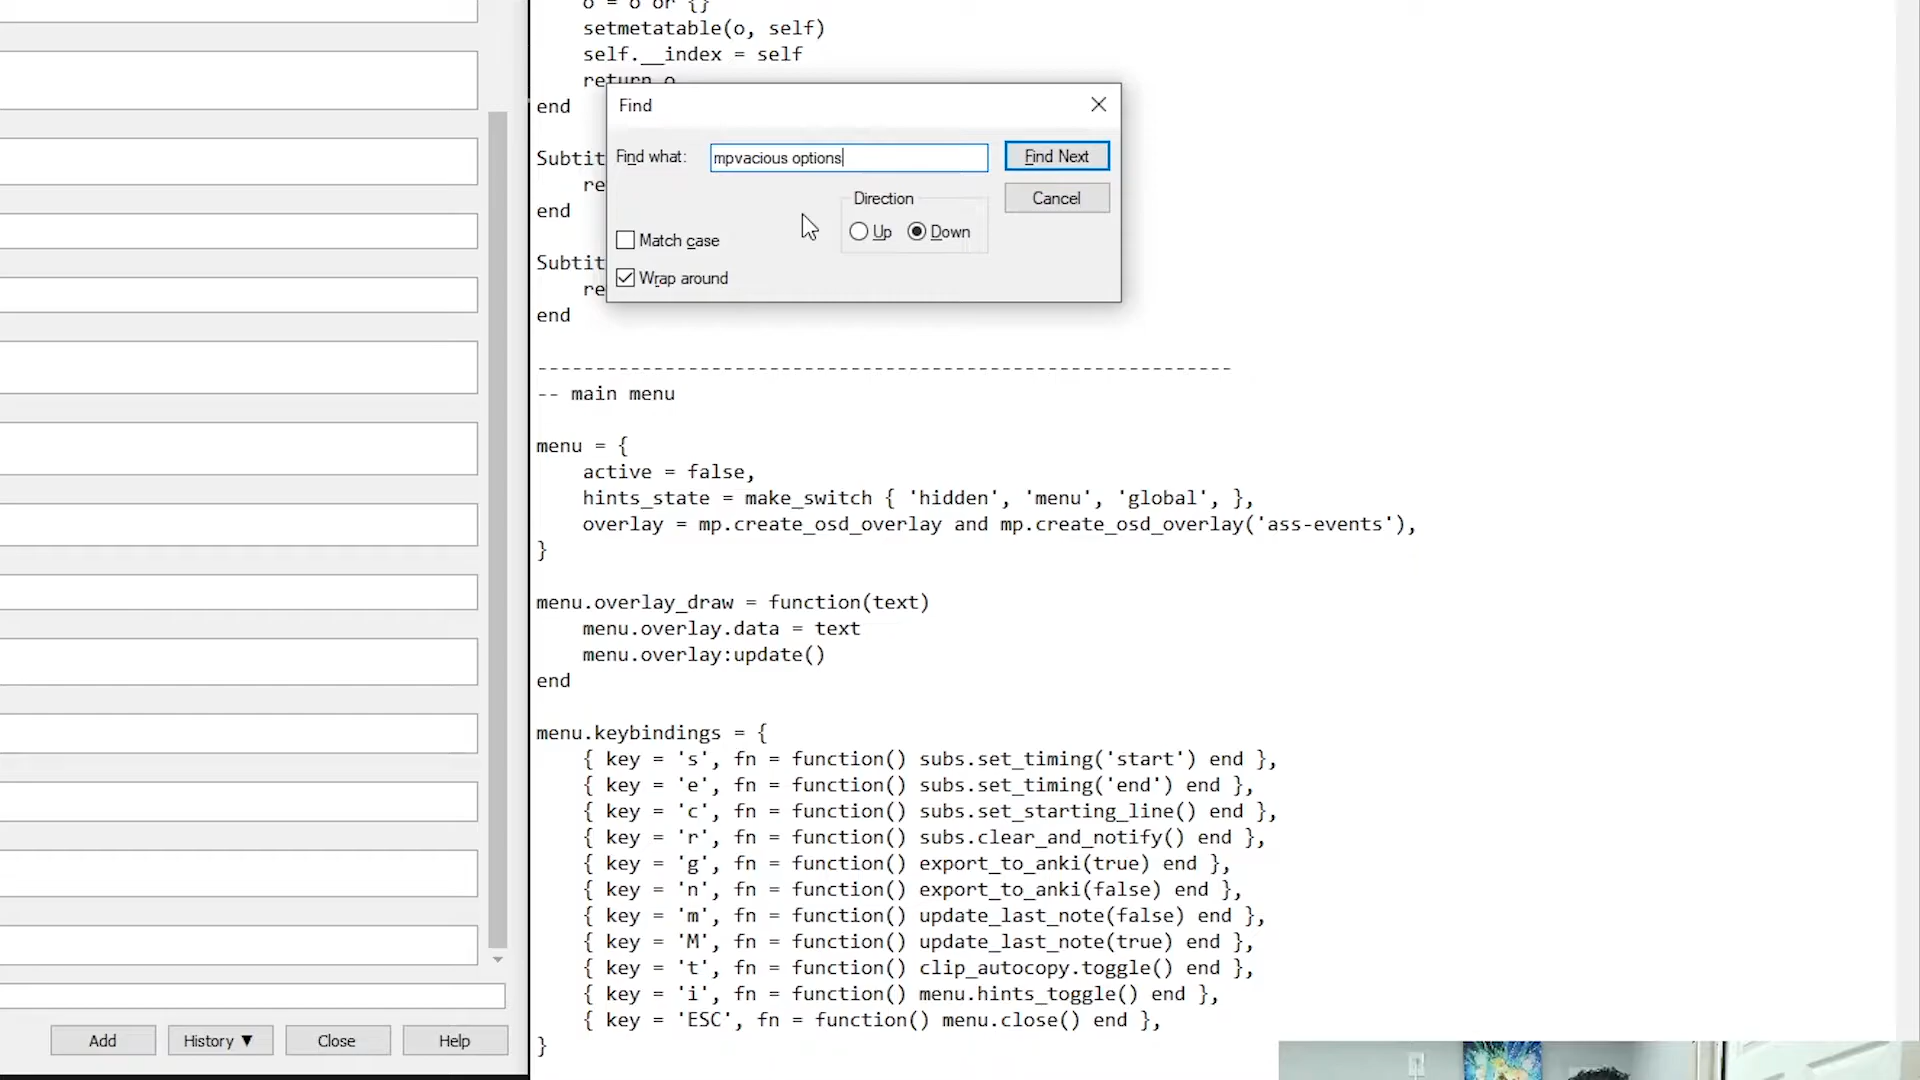 o = o or {}
setmetatable(o, self)
self.__index = self
return o
end
Find
Find what:
mpvacious options
Find Next
Cancel
Direction
Up
Down
Match case
Wrap around
Subtit
re
end
Subtit
re
end
------------------------------------------------------------
-- main menu
menu = {
active = false,
hints_state = make_switch { 'hidden', 'menu', 'global', },
overlay = mp.create_osd_overlay and mp.create_osd_overlay('ass-events'),
}
menu.overlay_draw = function(text)
menu.overlay.data = text
menu.overlay:update()
end
menu.keybindings = {
{ key = 's', fn = function() subs.set_timing('start') end },
{ key = 'e', fn = function() subs.set_timing('end') end },
{ key = 'c', fn = function() subs.set_starting_line() end },
{ key = 'r', fn = function() subs.clear_and_notify() end },
{ key = 'g', fn = function() export_to_anki(true) end },
{ key = 'n', fn = function() export_to_anki(false) end },
{ key = 'm', fn = function() update_last_note(false) end },
{ key = 'M', fn = function() update_last_note(true) end },
{ key = 't', fn = function() clip_autocopy.toggle() end },
{ key = 'i', fn = function() menu.hints_toggle() end },
{ key = 'ESC', fn = function() menu.close() end },
}
Add
History ▼
Close
Help